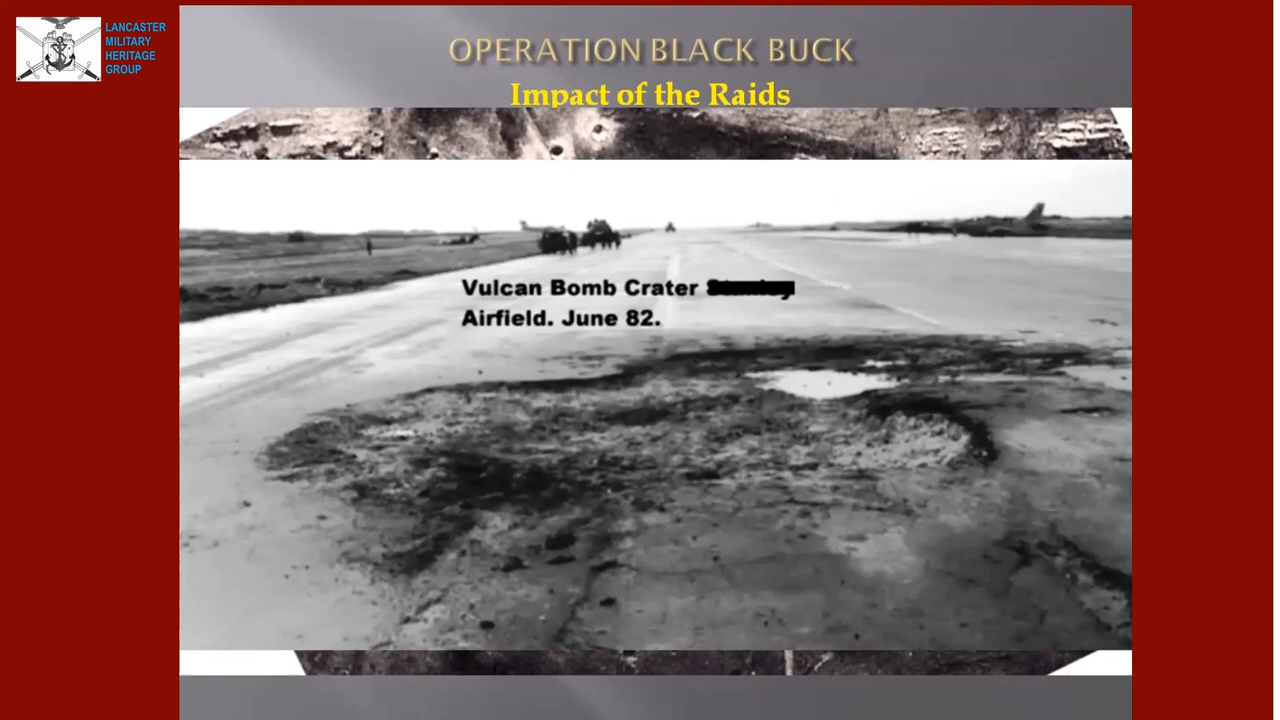 LANCASTER
MILITARY
HERITAGE
GROUP
OPERATION BLACK BUCK
Impact of the Raids
Vulcan Bomb Crater
Airfield. June 82.